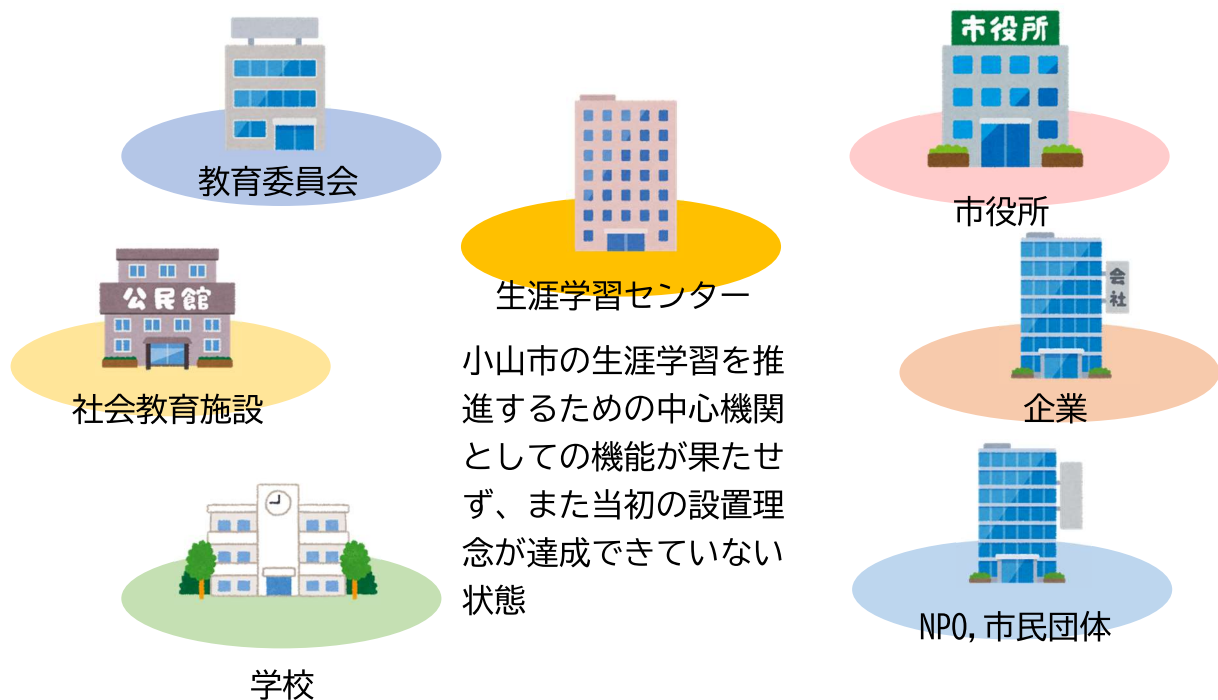 教育委員会
市役所
市役所
生涯学習センター
公民館
社会教育施設
会社
企業
小山市の生涯学習を推
進するための中心機関
としての機能が果たせ
ず、また当初の設置理
念が達成できていない
状態
学校
NPO,市民団体